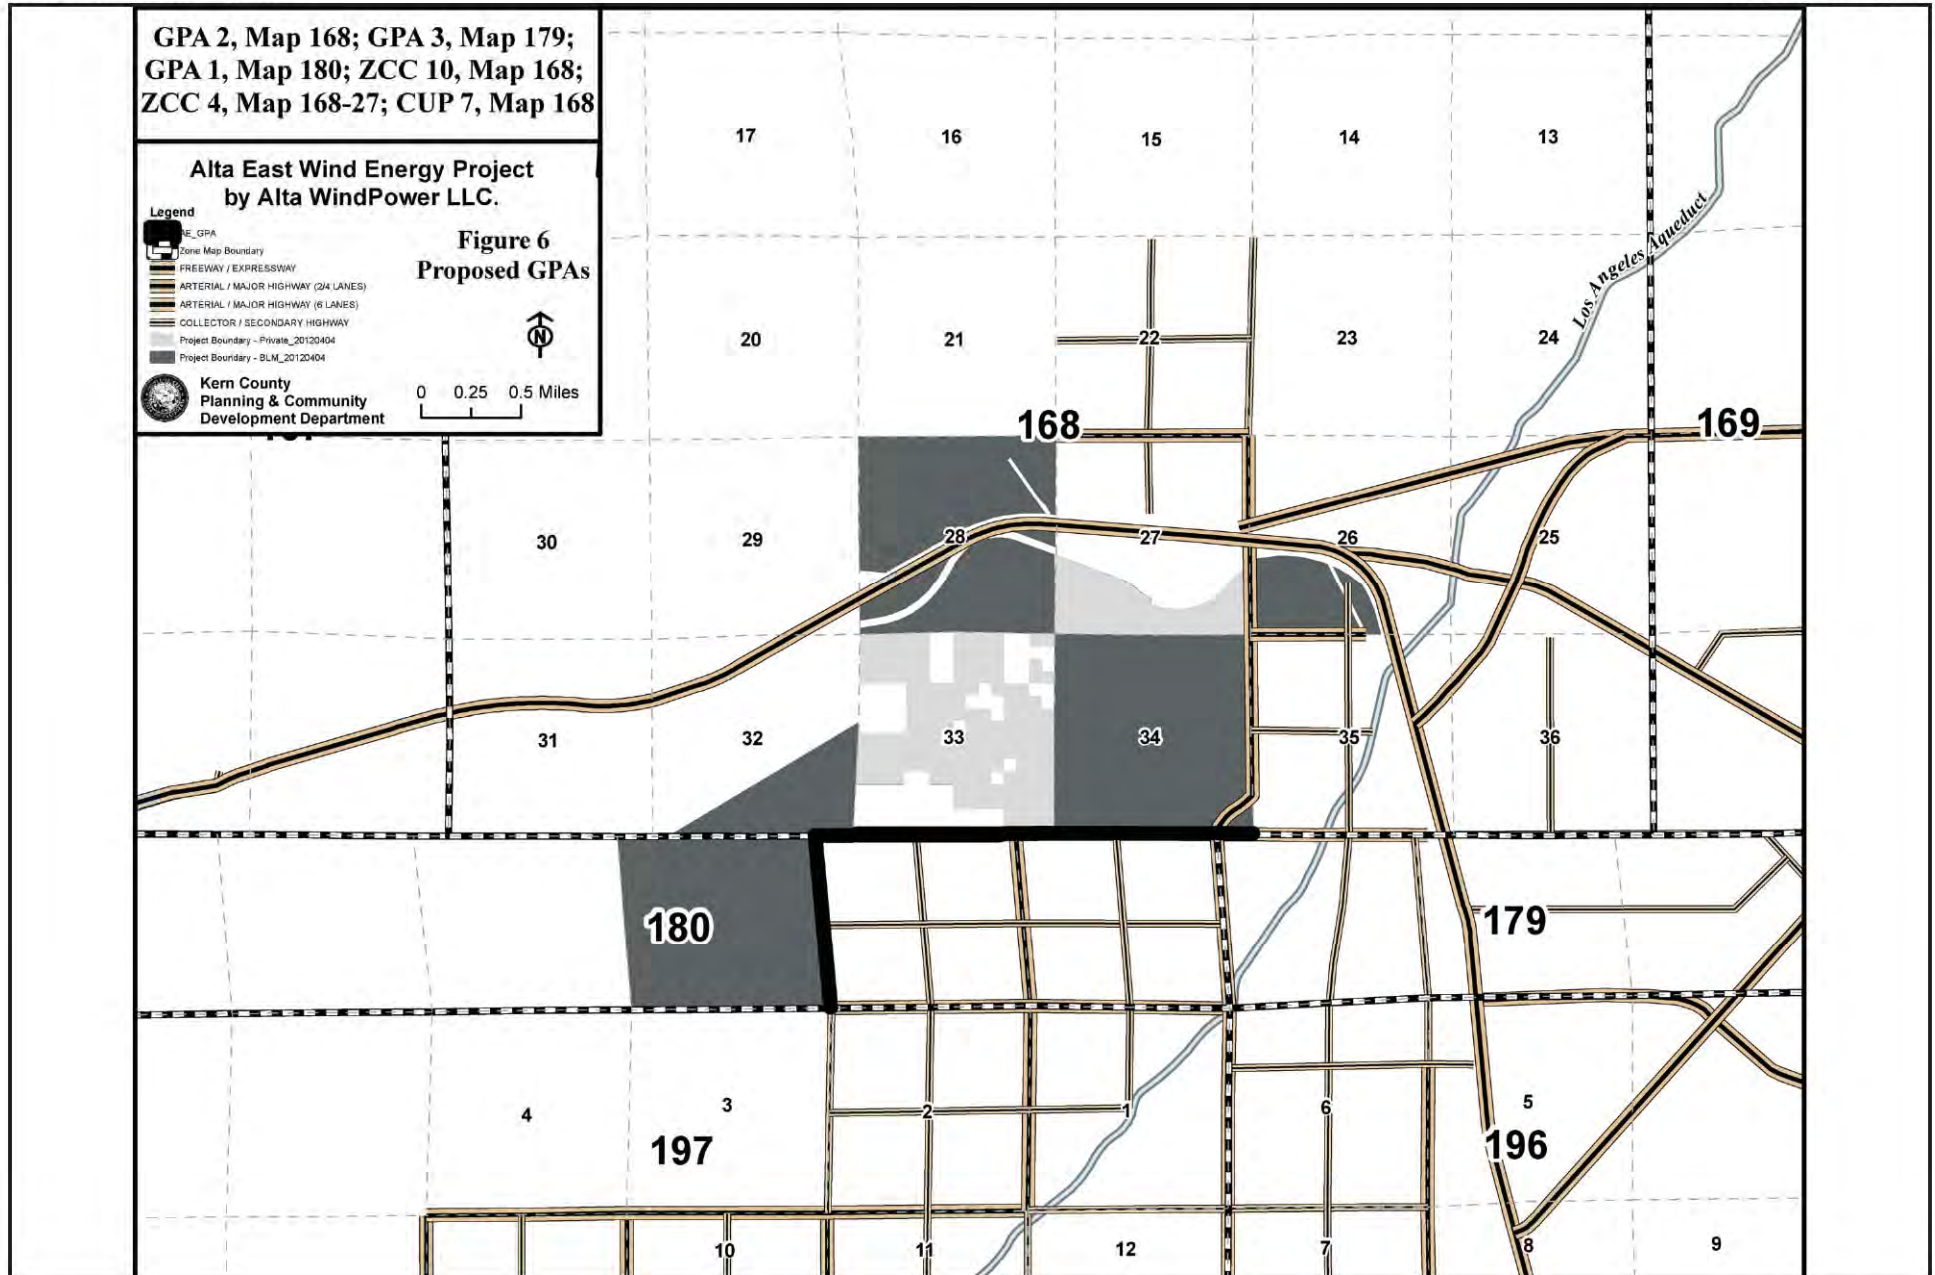 GPA 2, Map 168; GPA 3, Map 179;
GPA 1, Map 180; ZCC 10, Map 168;
ZCC 4, Map 168-27; CUP 7, Map 168
Alta East Wind Energy Project
by Alta WindPower LLC.
Legend
AE_GPA
Zone Map Boundary
FREEWAY / EXPRESSWAY
ARTERIAL / MAJOR HIGHWAY (2/4 LANES)
ARTERIAL / MAJOR HIGHWAY (6 LANES)
COLLECTOR / SECONDARY HIGHWAY
Project Boundary - Private_20120404
Project Boundary - BLM_20120404
Figure 6
Proposed GPAs
N
Kern County
Planning & Community
Development Department
0 0.25 0.5 Miles
17 16 15 14 13
Los Angeles Aqueduct
20 21 22 23 24
168 169
30 29 28 27 26 25
31 32 33 34 35 36
180 179
4 3 2 1 6 5
197 196
10 11 12 7 8 9